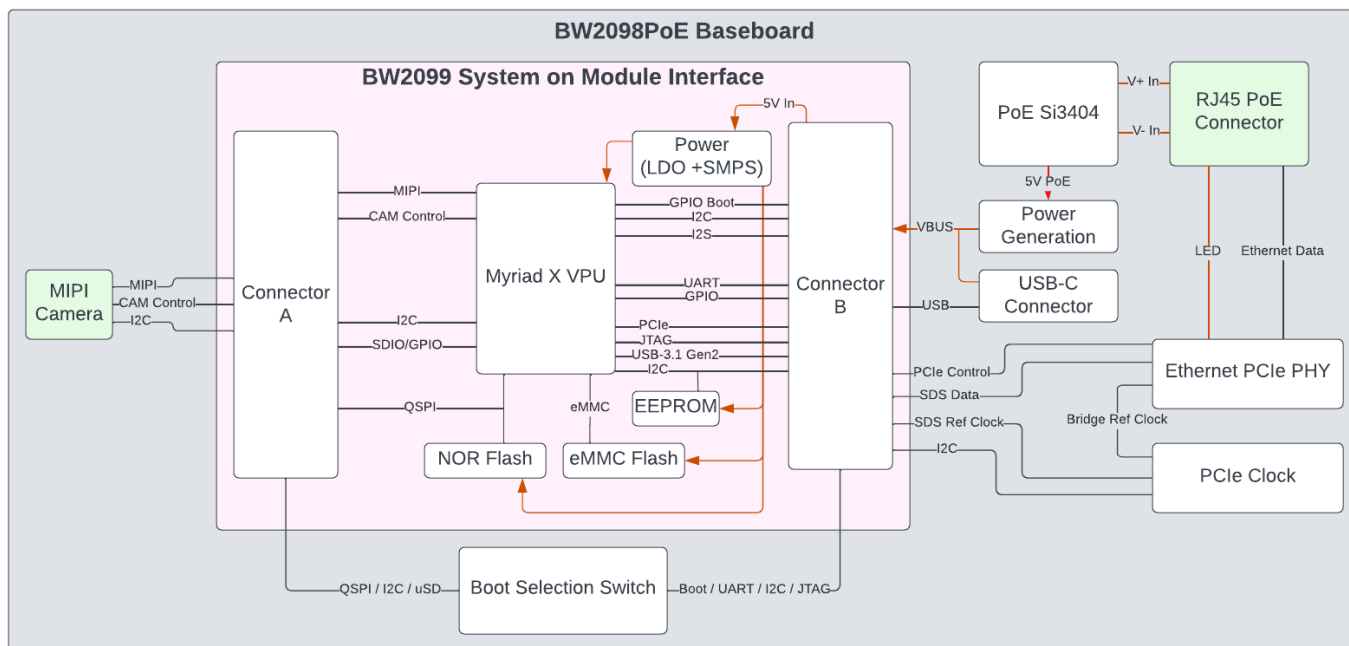 BW2098PoE Baseboard
BW2099 System on Module Interface
5V In
Power
(LDO +SMPS)
PoE Si3404
V+ In
V- In
RJ45 PoE
Connector
5V PoE
Power
Generation
VBUS
USB-C
Connector
USB
LED
Ethernet Data
MIPI
CAM Control
Connector
A
Myriad X VPU
GPIO Boot
I2C
I2S
UART
GPIO
PCIe
JTAG
USB-3.1 Gen2
I2C
Connector
B
MIPI
Camera
MIPI
CAM Control
I2C
I2C
SDIO/GPIO
QSPI
eMMC
EEPROM
NOR Flash
eMMC Flash
PCIe Control
SDS Data
SDS Ref Clock
I2C
Ethernet PCIe PHY
Bridge Ref Clock
PCIe Clock
QSPI / I2C / uSD
Boot Selection Switch
Boot / UART / I2C / JTAG